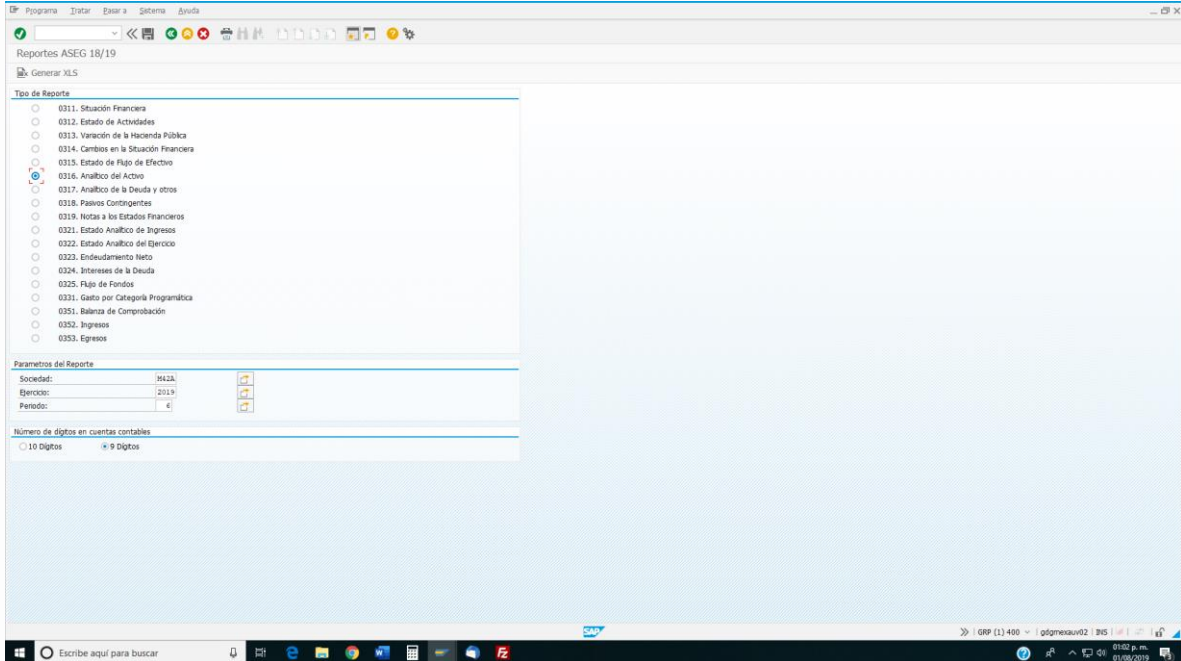 Programa Tratar Pasar a Sistema Ayuda
Reportes ASEG 18/19
Generar XLS
Tipo de Reporte
0311. Situación Financiera
0312. Estado de Actividades
0313. Variación de la Hacienda Pública
0314. Cambios en la Situación Financiera
0315. Estado de Flujo de Efectivo
0316. Analítico del Activo
0317. Analítico de la Deuda y otros
0318. Pasivos Contingentes
0319. Notas a los Estados Financieros
0321. Estado Analítico de Ingresos
0322. Estado Analítico del Ejercicio
0323. Endeudamiento Neto
0324. Intereses de la Deuda
0325. Flujo de Fondos
0331. Gasto por Categoría Programática
0351. Balanza de Comprobación
0352. Ingresos
0353. Egresos
Parametros del Reporte
Sociedad: M42A
Ejercicio: 2019
Periodo: 6
Número de dígitos en cuentas contables
10 Dígitos 9 Dígitos
SAP
GRP (1) 400 gdgmexauv02 INS
Escribe aquí para buscar
01:02 p. m.
01/08/2019